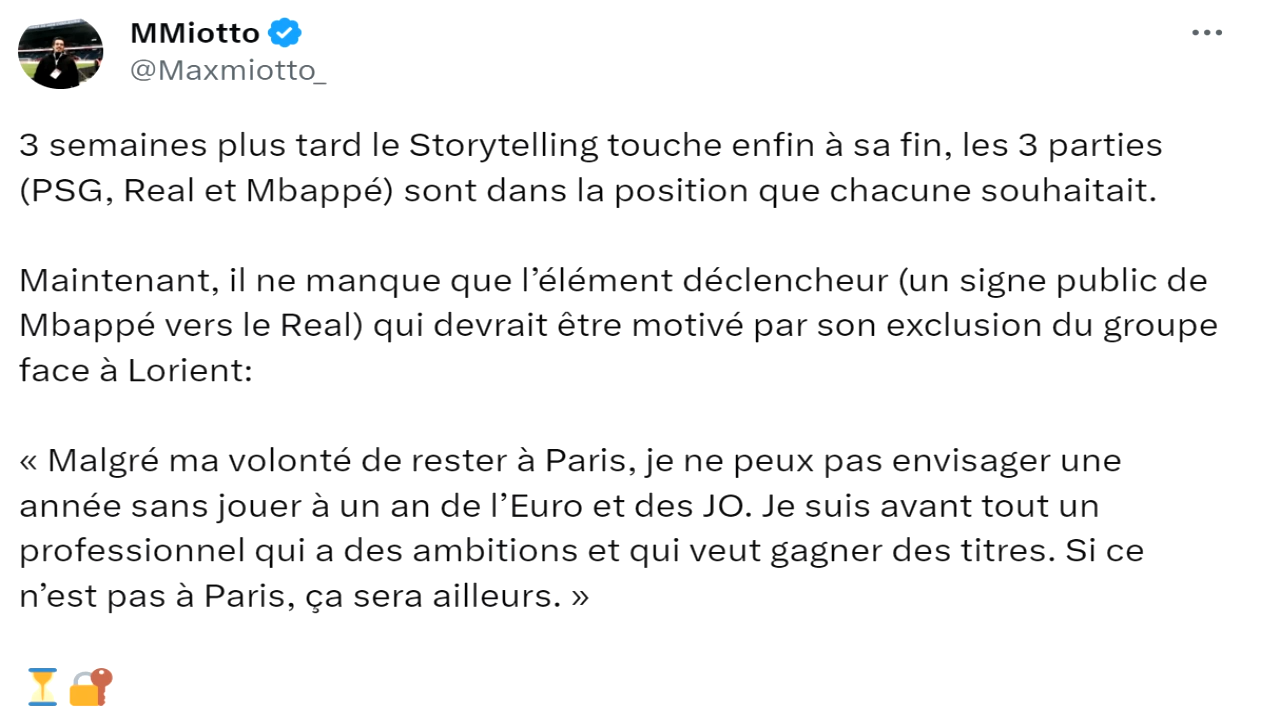 MMiotto
@Maxmiotto_
3 semaines plus tard le Storytelling touche enfin à sa fin, les 3 parties
(PSG, Real et Mbappé) sont dans la position que chacune souhaitait.
Maintenant, il ne manque que l’élément déclencheur (un signe public de
Mbappé vers le Real) qui devrait être motivé par son exclusion du groupe
face à Lorient:
« Malgré ma volonté de rester à Paris, je ne peux pas envisager une
année sans jouer à un an de l’Euro et des JO. Je suis avant tout un
professionnel qui a des ambitions et qui veut gagner des titres. Si ce
n’est pas à Paris, ça sera ailleurs. »